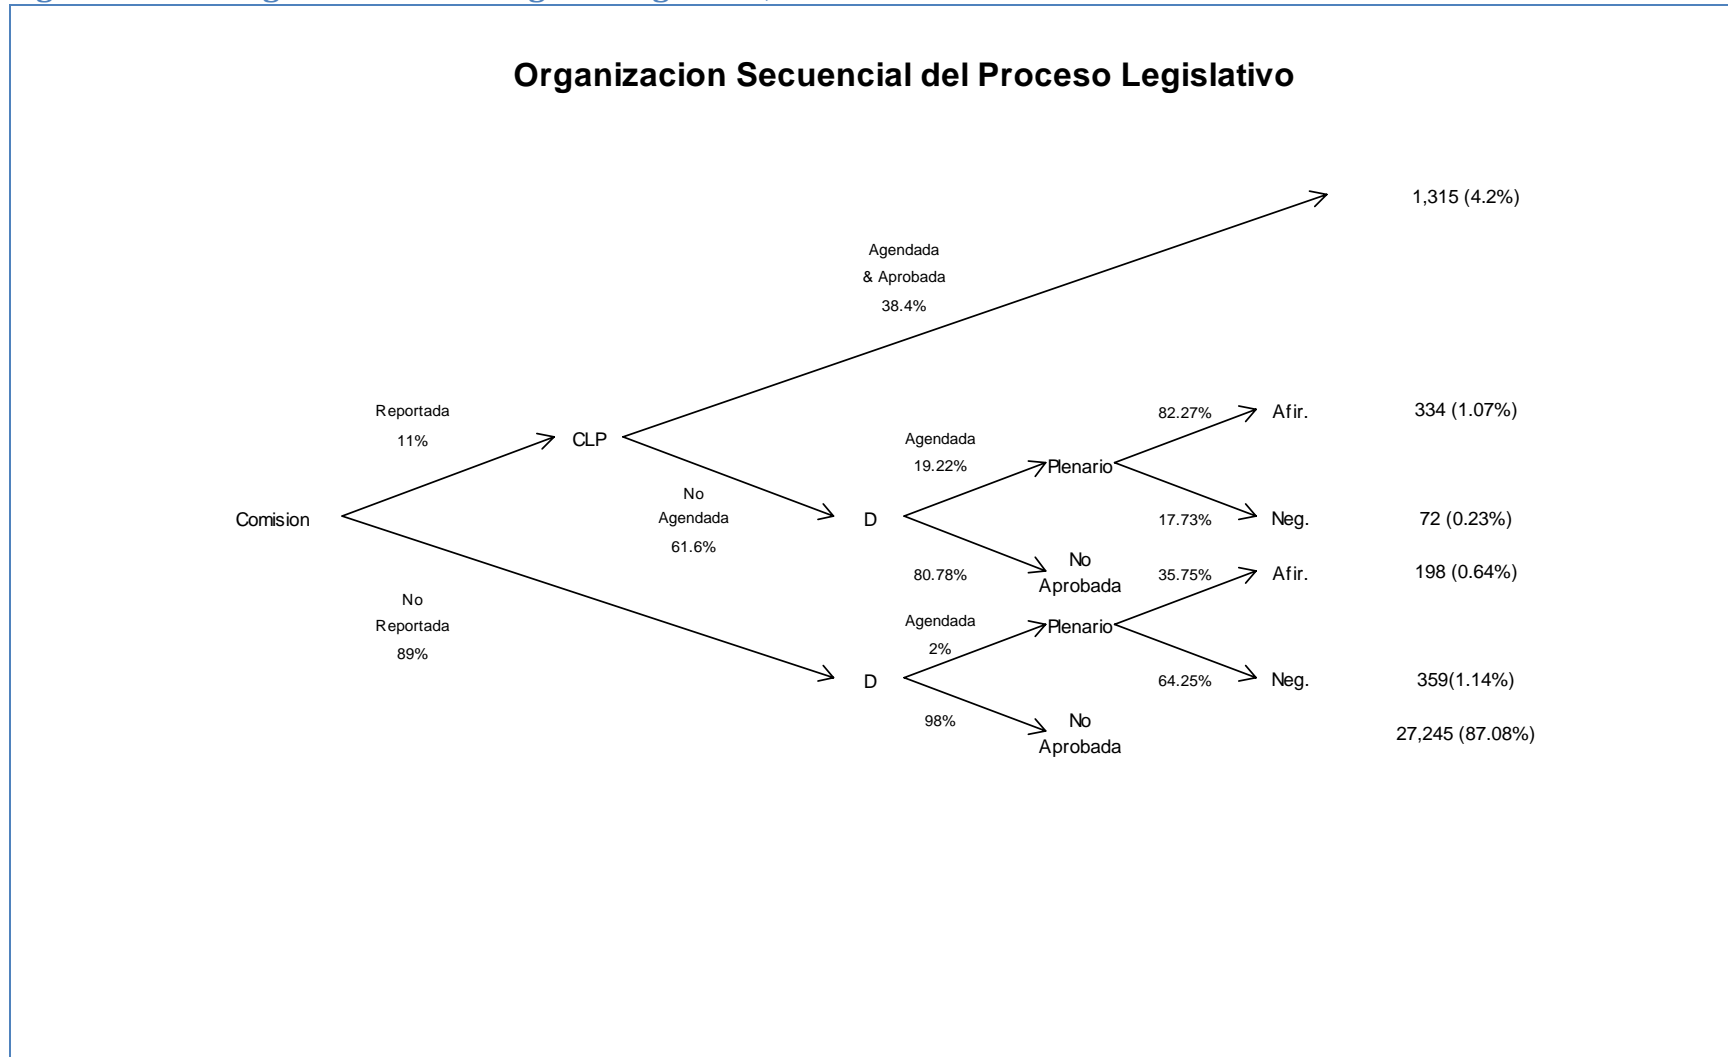 Organizacion Secuencial del Proceso Legislativo
1,315 (4.2%)
Agendada
& Aprobada
38.4%
Reportada
11%
CLP
82.27%
Afir.
334 (1.07%)
Agendada
19.22%
Plenario
No
Agendada
61.6%
Comision
D
17.73%
Neg.
72 (0.23%)
80.78%
No
Aprobada
35.75%
Afir.
198 (0.64%)
No
Reportada
89%
Agendada
2%
Plenario
D
64.25%
Neg.
359(1.14%)
98%
No
Aprobada
27,245 (87.08%)